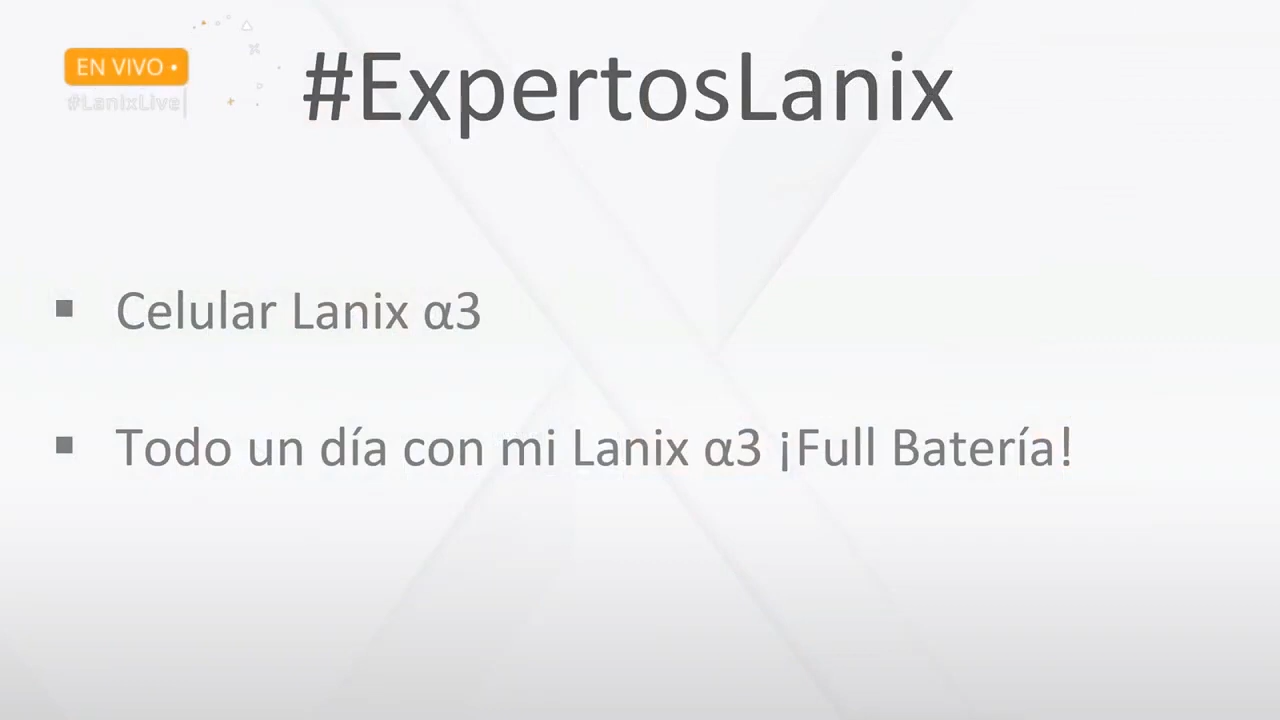 EN VIVO •
#LanixLive
#ExpertosLanix
▪ Celular Lanix α3
▪ Todo un día con mi Lanix α3 ¡Full Batería!